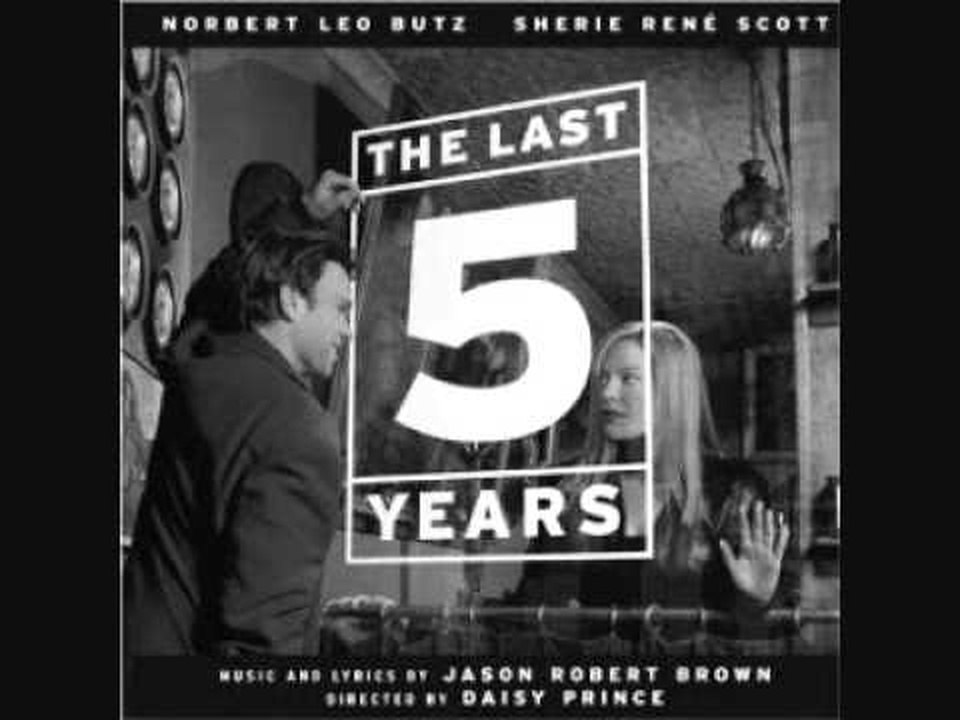 NORBERT LEO BUTZ SHERIE RENÉ SCOTT
THE LAST
5
YEARS
MUSIC AND LYRICS BY JASON ROBERT BROWN
DIRECTED BY DAISY PRINCE